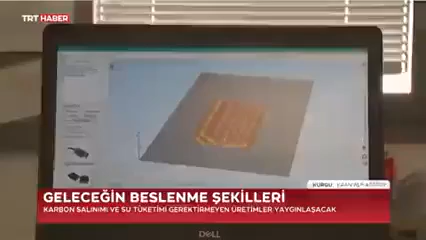 TRT HABER
KURGU
GELECEĞİN BESLENME ŞEKİLLERİ
KARBON SALINIMI VE SU TÜKETİMİ GEREKTİRMEYEN ÜRETİMLER YAYGINLAŞACAK
DELL